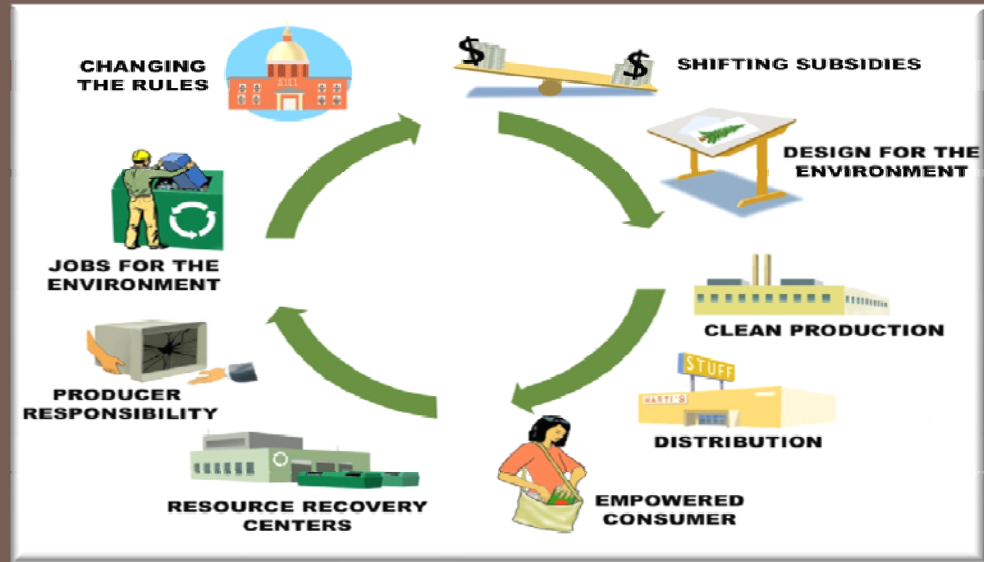 CHANGING
THE RULES
$ $
SHIFTING SUBSIDIES
DESIGN FOR THE
ENVIRONMENT
CLEAN PRODUCTION
STUFF
MARTI'S
DISTRIBUTION
EMPOWERED
CONSUMER
RESOURCE RECOVERY
CENTERS
PRODUCER
RESPONSIBILITY
JOBS FOR THE
ENVIRONMENT